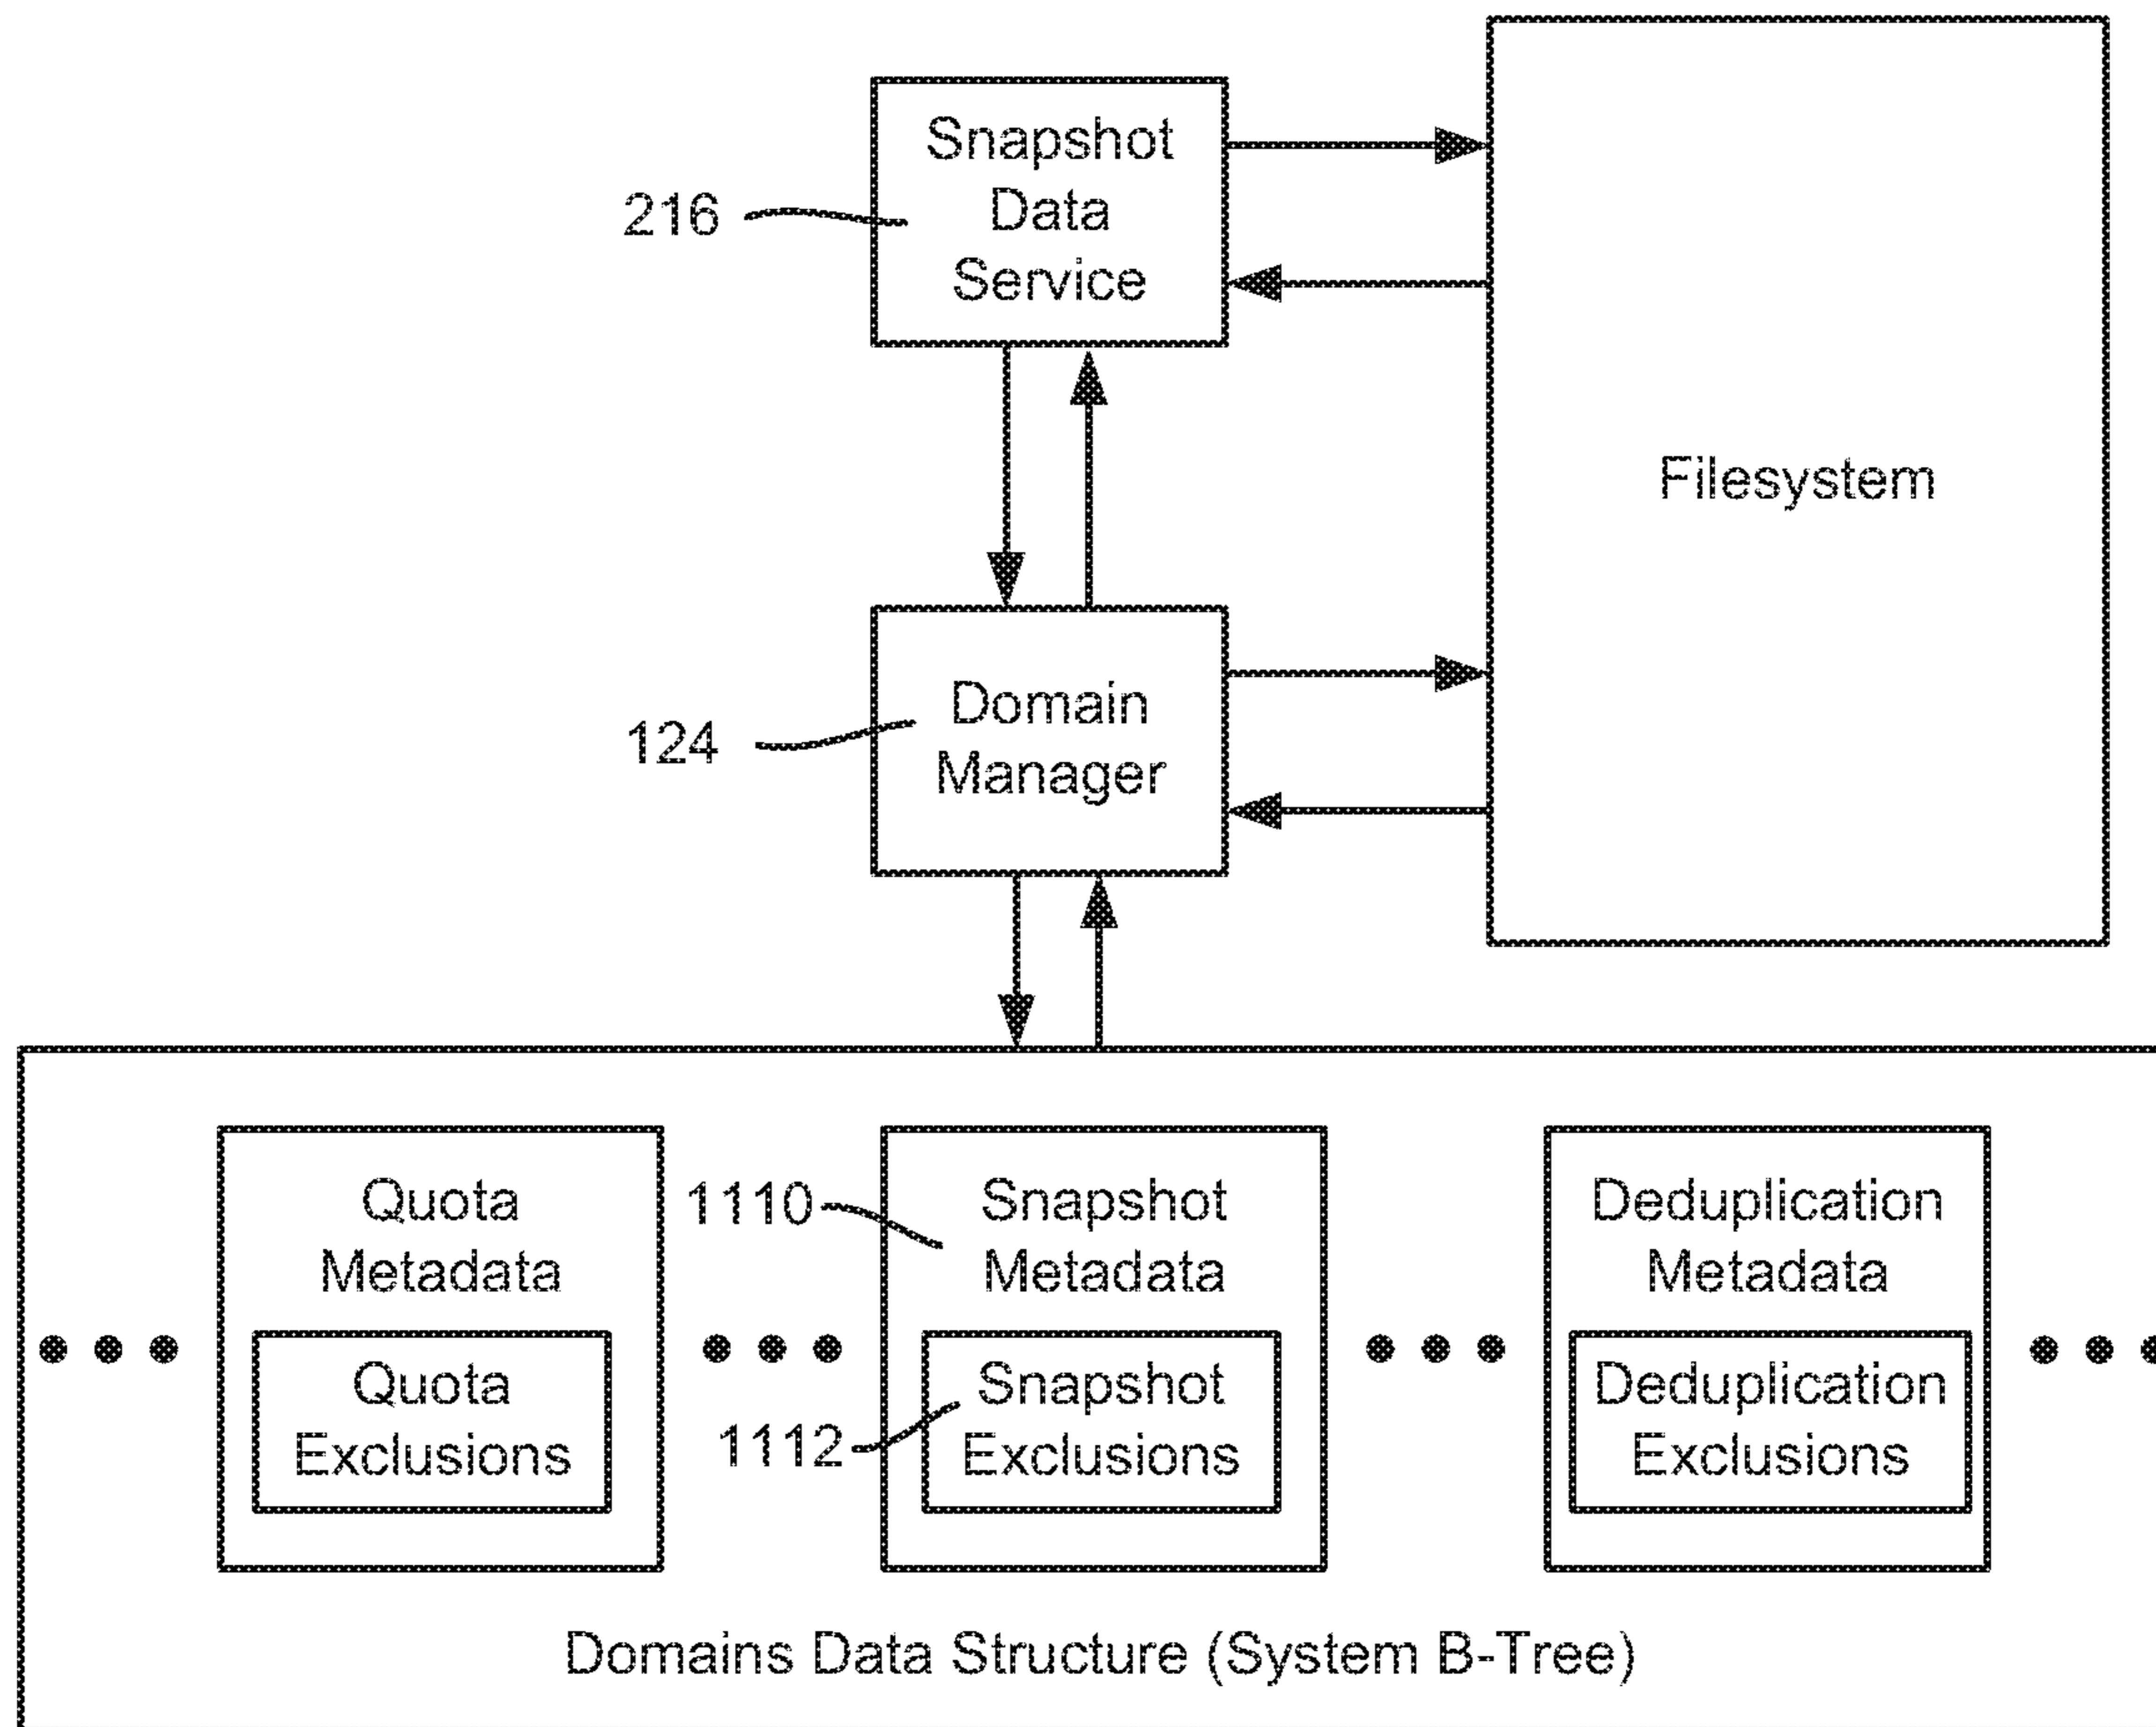 Snapshot
Data
Service
216
Filesystem
Domain
Manager
124
Quota
Metadata
Quota
Exclusions
1110
Snapshot
Metadata
1112
Snapshot
Exclusions
Deduplication
Metadata
Deduplication
Exclusions
Domains Data Structure (System B-Tree)